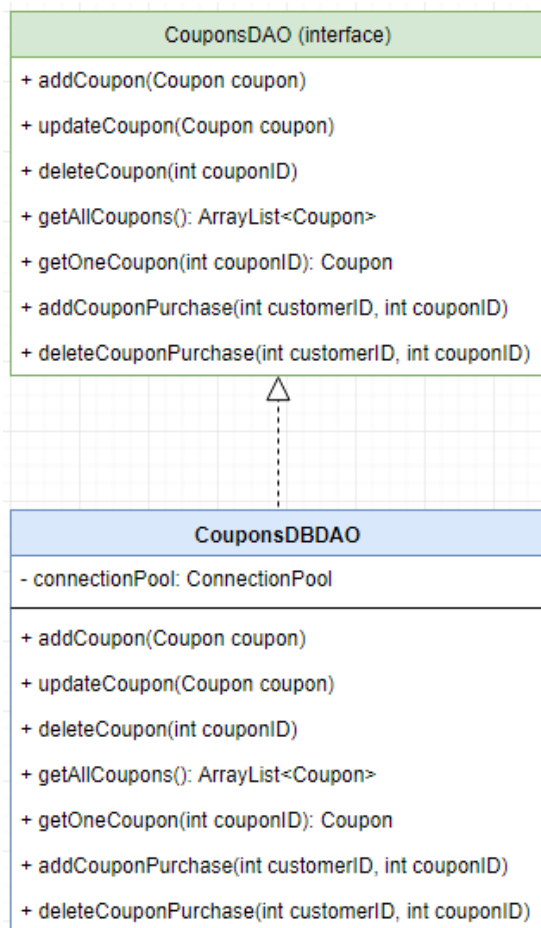 CouponsDAO (interface)
+ addCoupon(Coupon coupon)
+ updateCoupon(Coupon coupon)
+ deleteCoupon(int couponID)
+ getAllCoupons(): ArrayList<Coupon>
+ getOneCoupon(int couponID): Coupon
+ addCouponPurchase(int customerID, int couponID)
+ deleteCouponPurchase(int customerID, int couponID)
CouponsDBDAO
- connectionPool: ConnectionPool
+ addCoupon(Coupon coupon)
+ updateCoupon(Coupon coupon)
+ deleteCoupon(int couponID)
+ getAllCoupons(): ArrayList<Coupon>
+ getOneCoupon(int couponID): Coupon
+ addCouponPurchase(int customerID, int couponID)
+ deleteCouponPurchase(int customerID, int couponID)